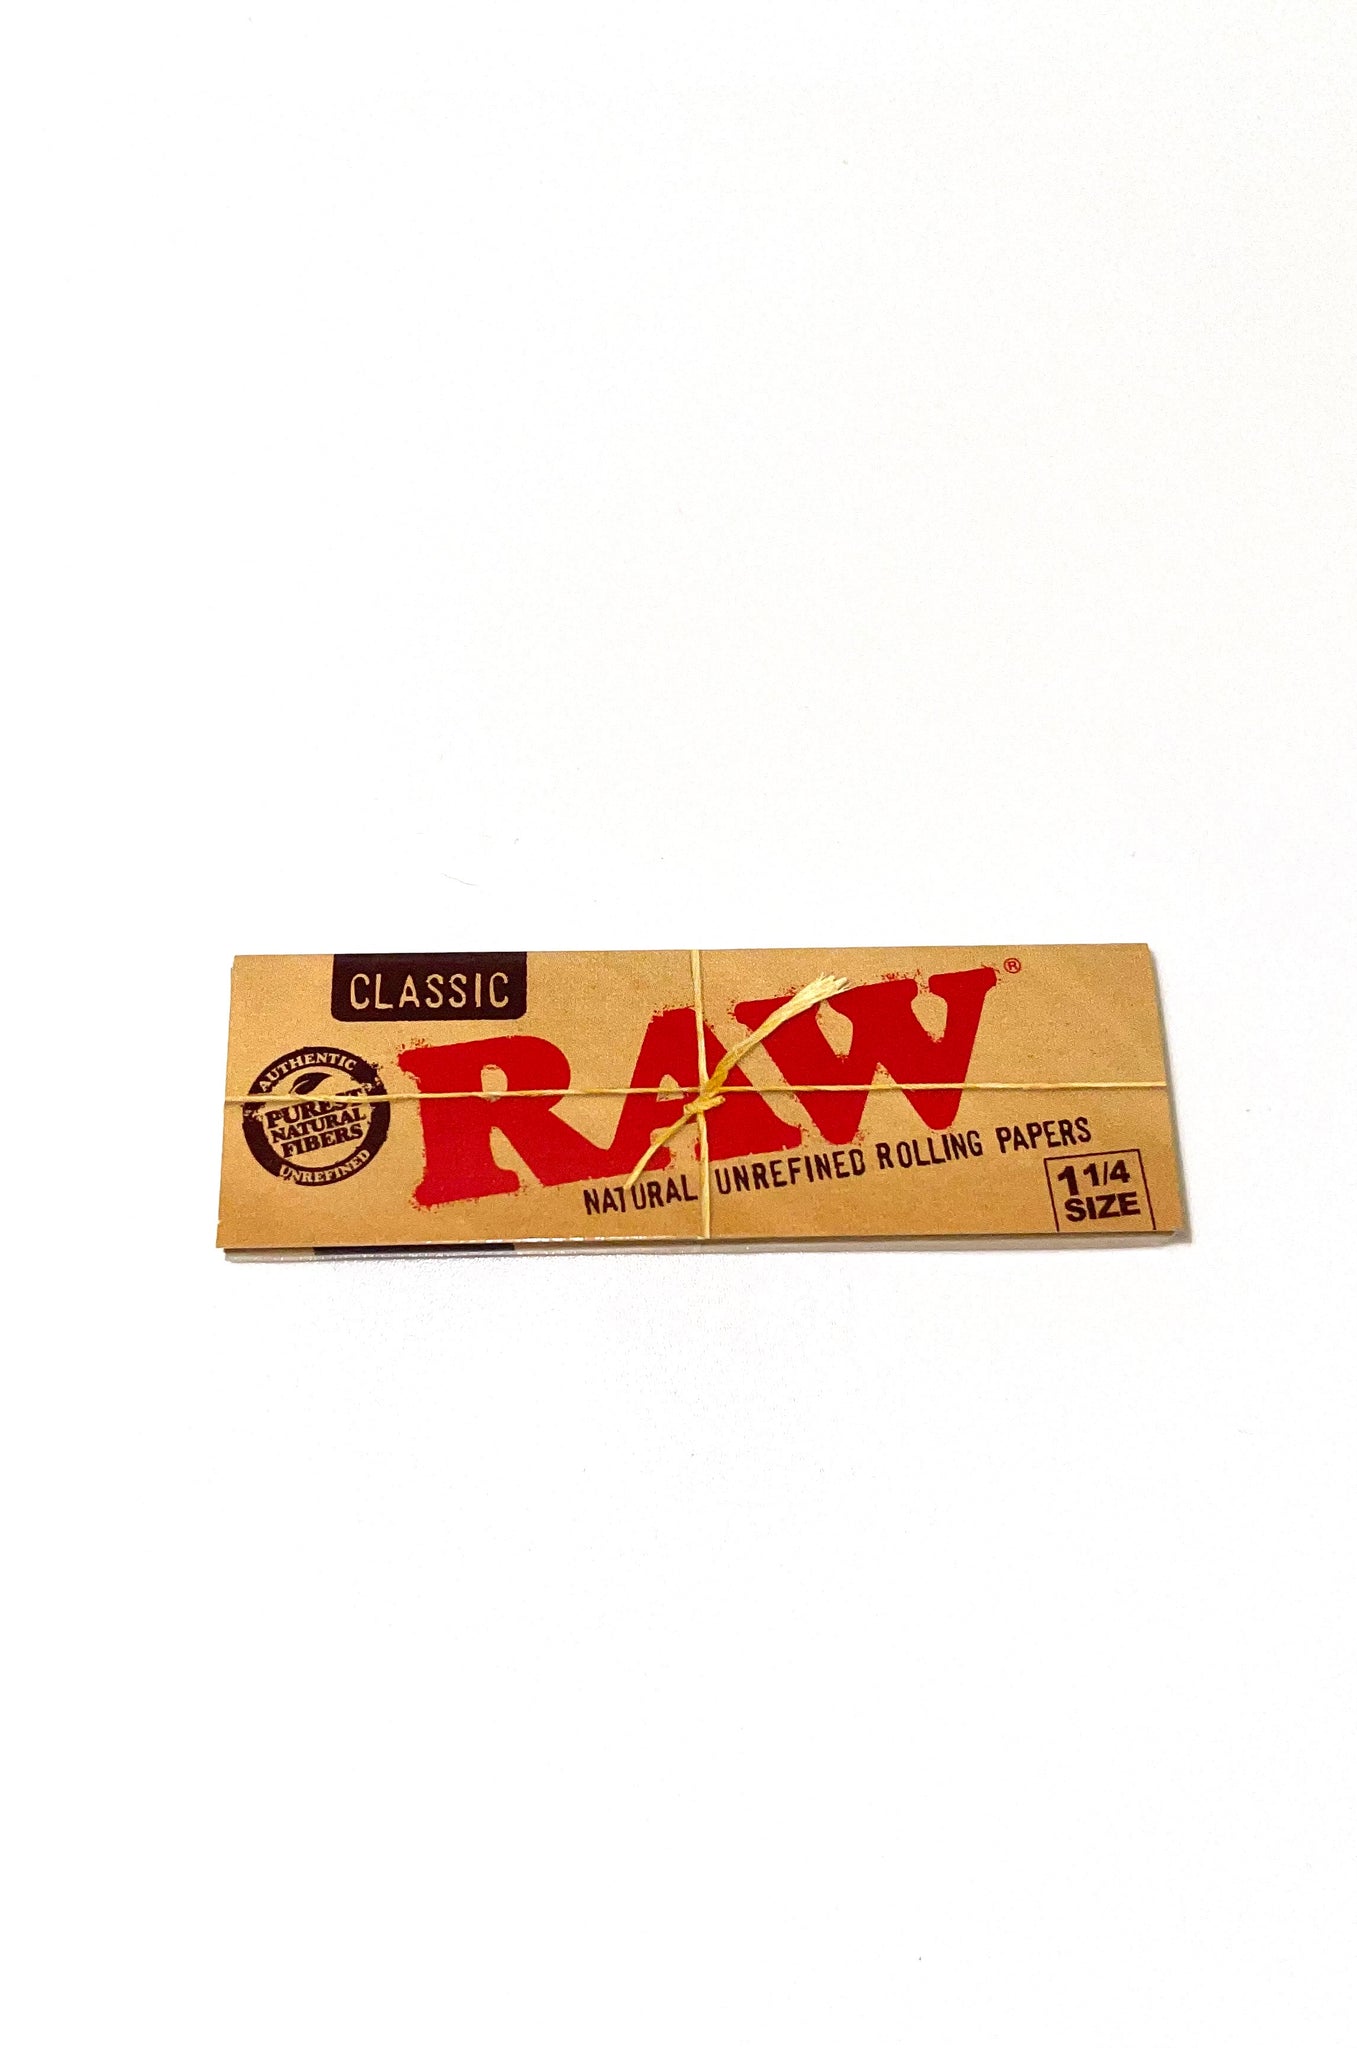 CLASSIC
RAW®
AUTHENTIC
PUREST
NATURAL
FIBERS
UNREFINED
NATURAL UNREFINED ROLLING PAPERS
1 1/4
SIZE